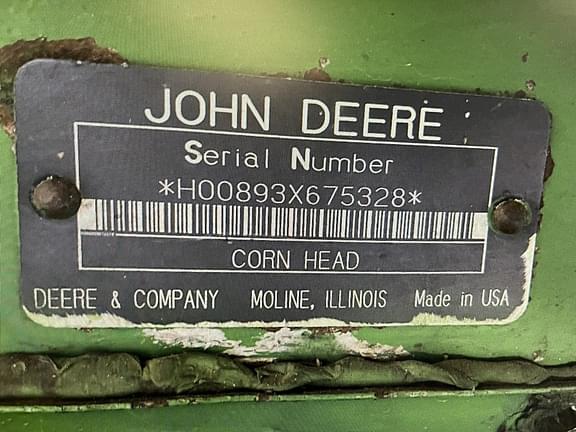 JOHN DEERE
Serial Number
*H00893X675328*
CORN HEAD
DEERE & COMPANY MOLINE, ILLINOIS Made in USA